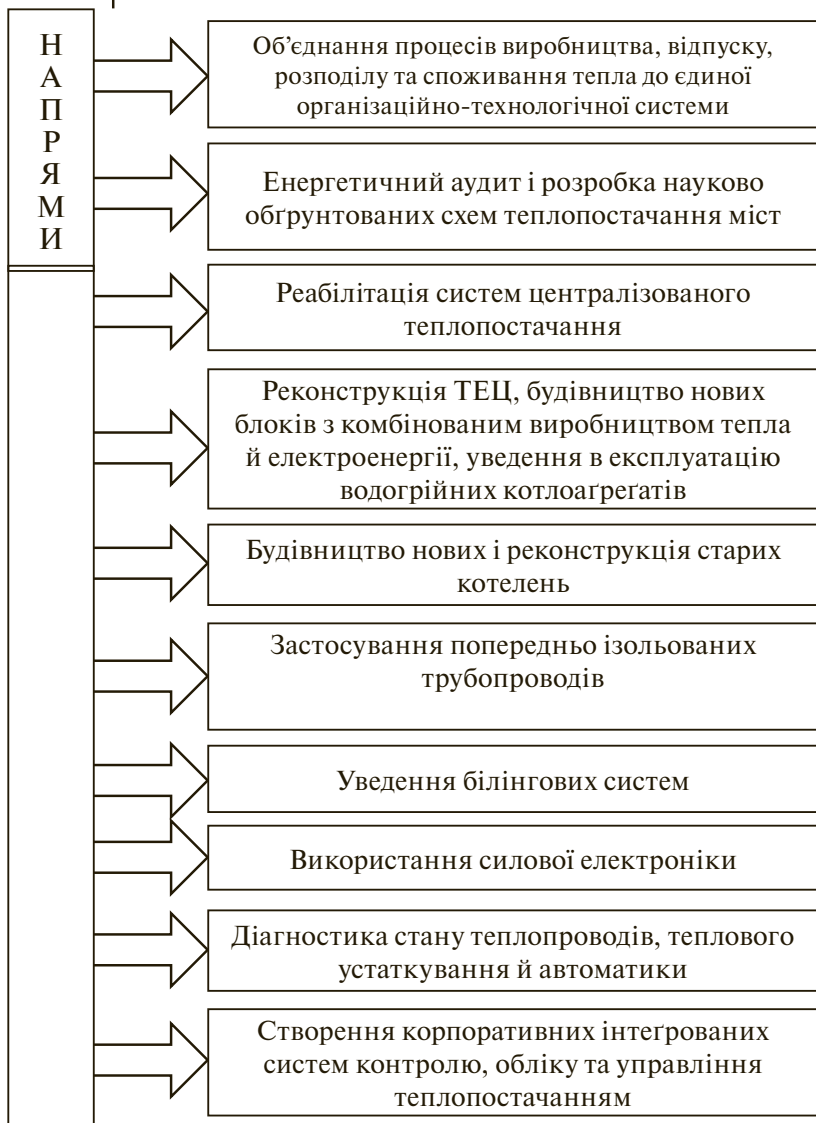 Н
А
П
Р
Я
М
И
Об’єднання процесів виробництва, відпуску,
розподілу та споживання тепла до єдиної
організаційно-технологічної системи
Енергетичний аудит і розробка науково
обґрунтованих схем теплопостачання міст
Реабілітація систем централізованого
теплопостачання
Реконструкція ТЕЦ, будівництво нових
блоків з комбінованим виробництвом тепла
й електроенергії, уведення в експлуатацію
водогрійних котлоаґреґатів
Будівництво нових і реконструкція старих
котелень
Застосування попередньо ізольованих
трубопроводів
Уведення білінгових систем
Використання силової електроніки
Діагностика стану теплопроводів, теплового
устаткування й автоматики
Створення корпоративних інтеґрованих
систем контролю, обліку та управління
теплопостачанням